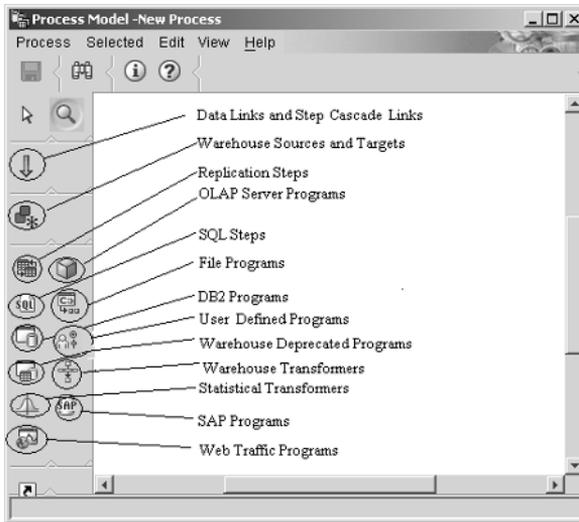 Process Model -New Process
Process Selected Edit View Help
Data Links and Step Cascade Links
Warehouse Sources and Targets
Replication Steps
OLAP Server Programs
SQL Steps
File Programs
DB2 Programs
User Defined Programs
Warehouse Deprecated Programs
Warehouse Transformers
Statistical Transformers
SAP Programs
Web Traffic Programs
SQL
SAP